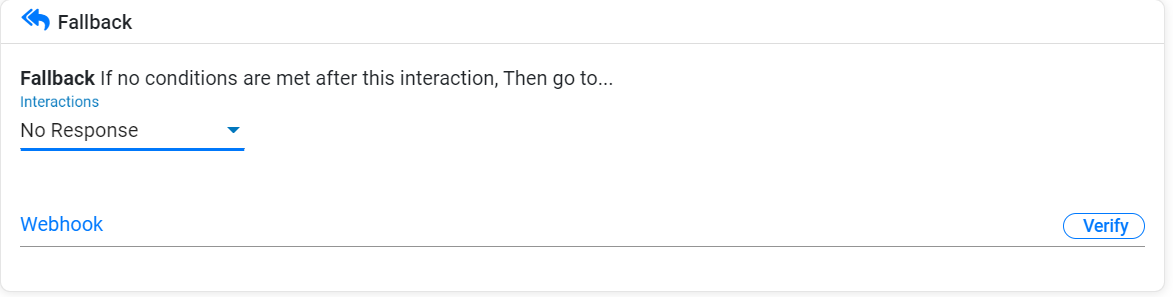 Fallback
Fallback If no conditions are met after this interaction, Then go to...
Interactions
No Response
Webhook
Verify